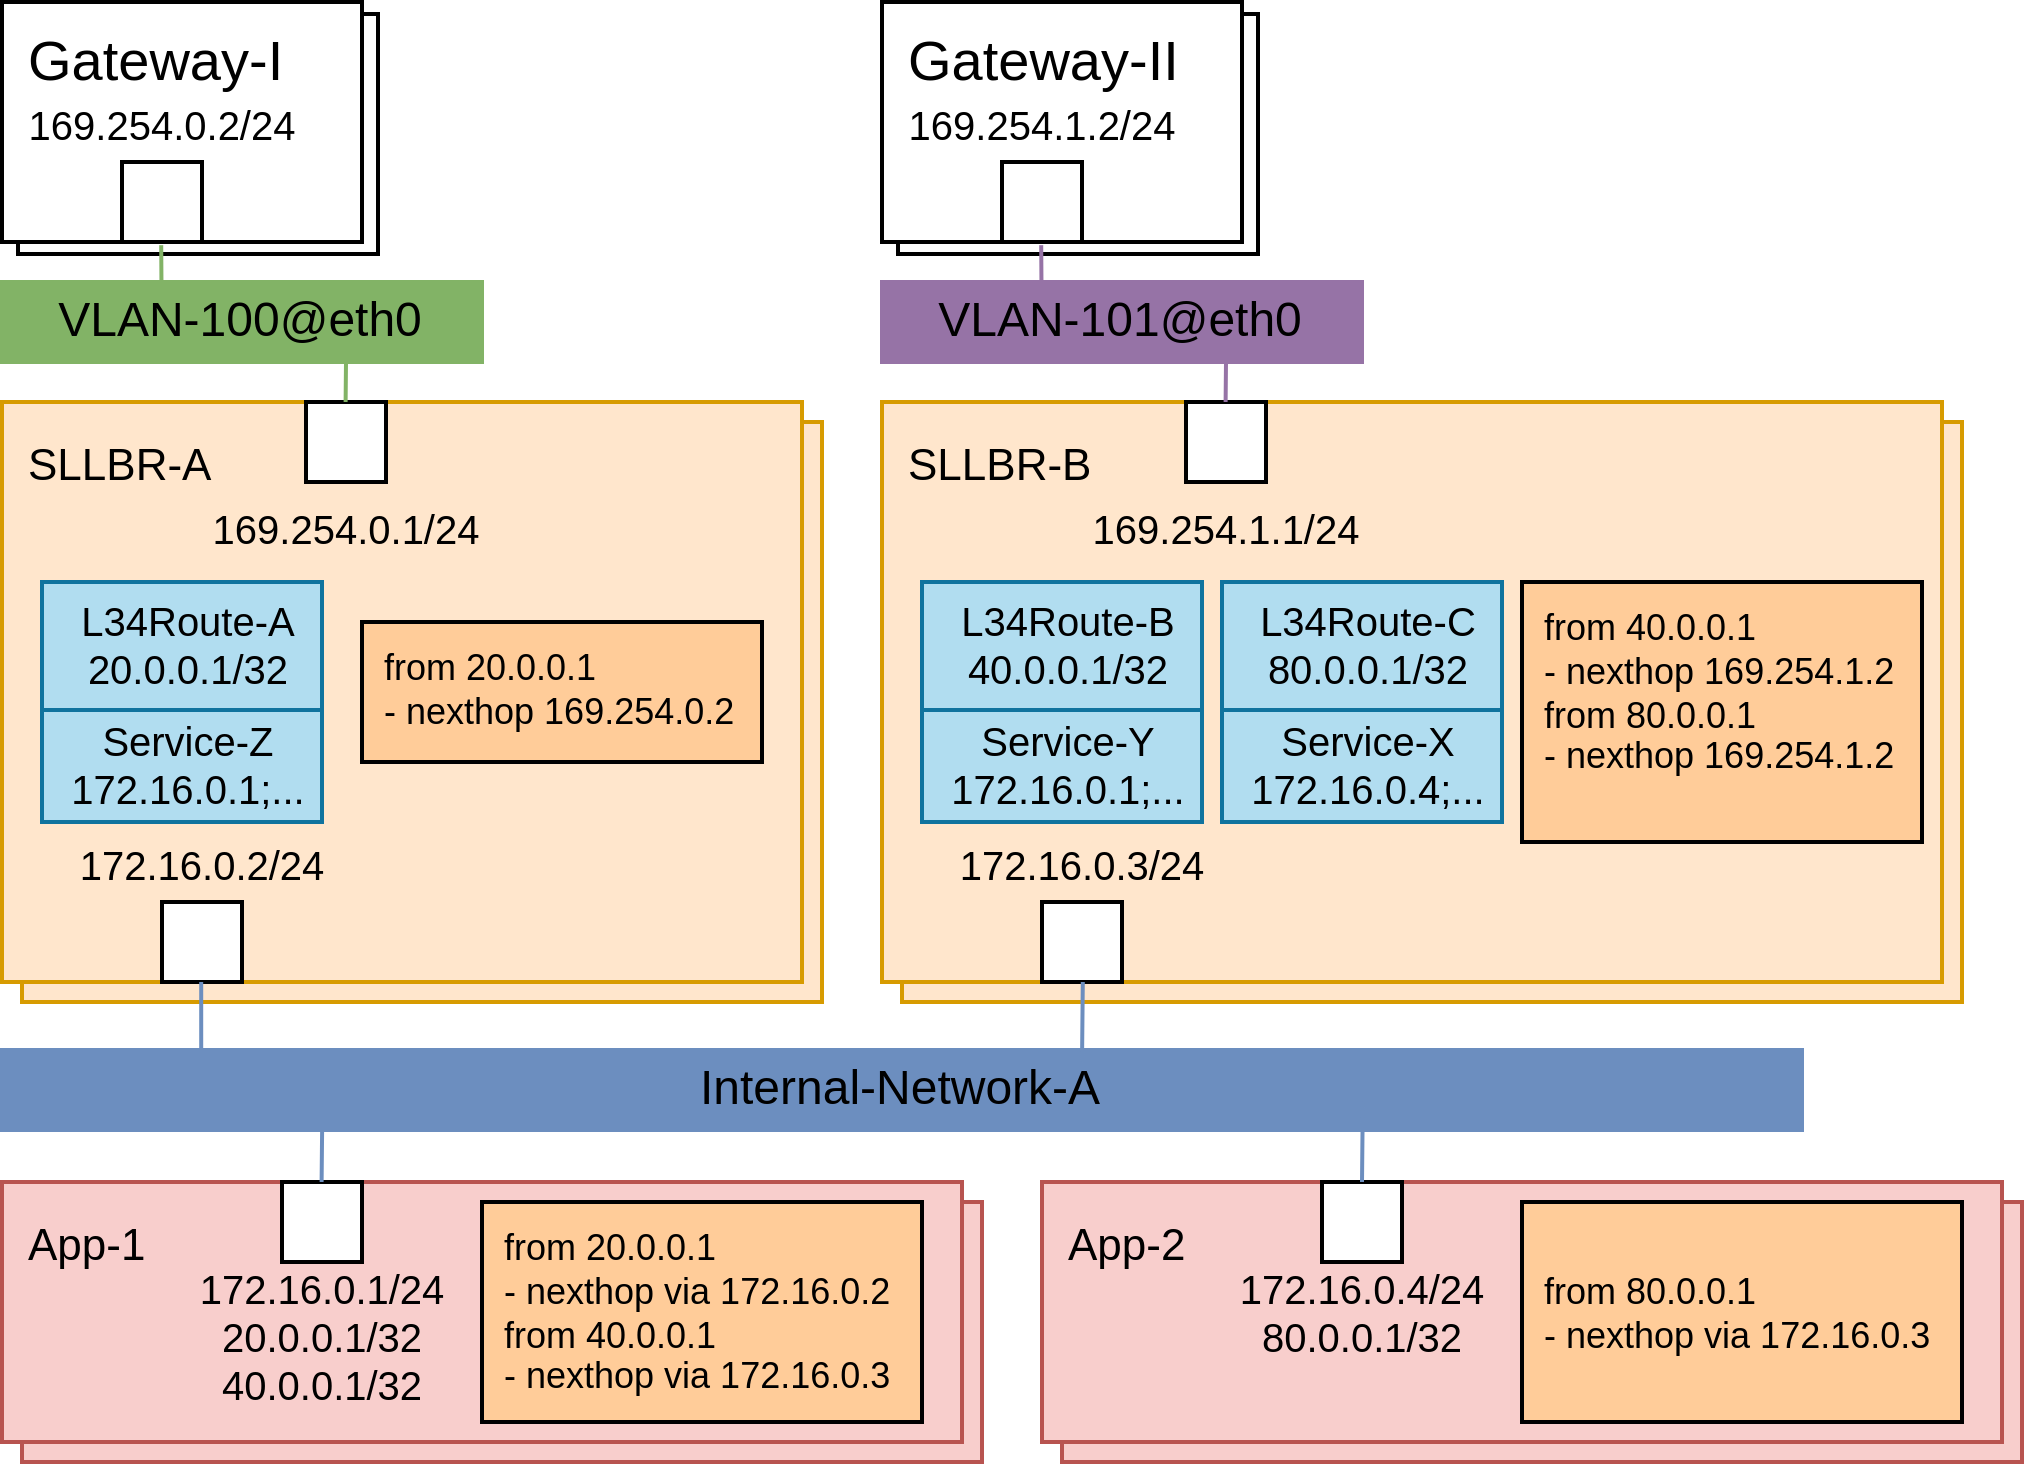 Gateway-I
169.254.0.2/24
Gateway-II
169.254.1.2/24
VLAN-100@eth0
VLAN-101@eth0
SLLBR-A
169.254.0.1/24
L34Route-A
20.0.0.1/32
Service-Z
172.16.0.1;...
from 20.0.0.1
- nexthop 169.254.0.2
172.16.0.2/24
SLLBR-B
169.254.1.1/24
L34Route-B
40.0.0.1/32
Service-Y
172.16.0.1;...
L34Route-C
80.0.0.1/32
Service-X
172.16.0.4;...
from 40.0.0.1
- nexthop 169.254.1.2
from 80.0.0.1
- nexthop 169.254.1.2
172.16.0.3/24
Internal-Network-A
App-1
172.16.0.1/24
20.0.0.1/32
40.0.0.1/32
from 20.0.0.1
- nexthop via 172.16.0.2
from 40.0.0.1
- nexthop via 172.16.0.3
App-2
172.16.0.4/24
80.0.0.1/32
from 80.0.0.1
- nexthop via 172.16.0.3